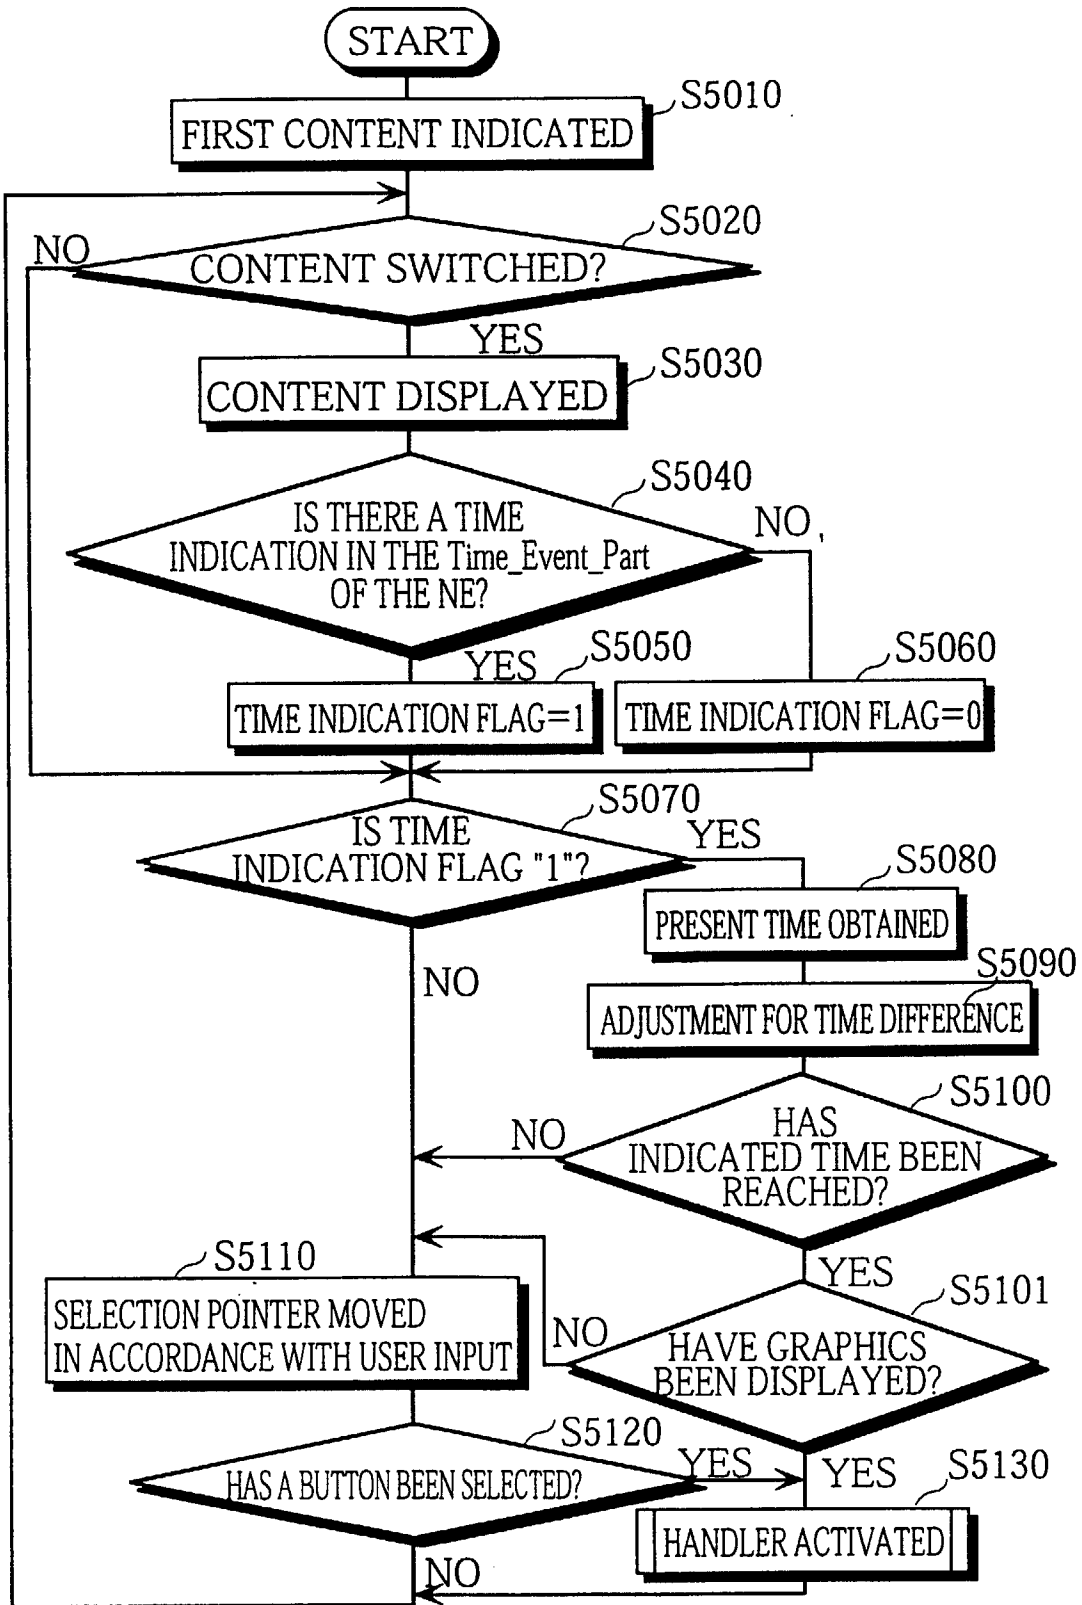 START
S5010
FIRST CONTENT INDICATED
S5020
NO
CONTENT SWITCHED?
YES
S5030
CONTENT DISPLAYED
S5040
IS THERE A TIME
INDICATION IN THE Time_Event_Part
OF THE NE?
NO
YES
S5050
S5060
TIME INDICATION FLAG=1
TIME INDICATION FLAG=0
S5070
IS TIME
INDICATION FLAG "1"?
YES
S5080
PRESENT TIME OBTAINED
NO
S5090
ADJUSTMENT FOR TIME DIFFERENCE
S5100
NO
HAS
INDICATED TIME BEEN
REACHED?
YES
S5110
S5101
SELECTION POINTER MOVED
IN ACCORDANCE WITH USER INPUT
NO
HAVE GRAPHICS
BEEN DISPLAYED?
S5120
YES
YES
S5130
HAS A BUTTON BEEN SELECTED?
HANDLER ACTIVATED
NO